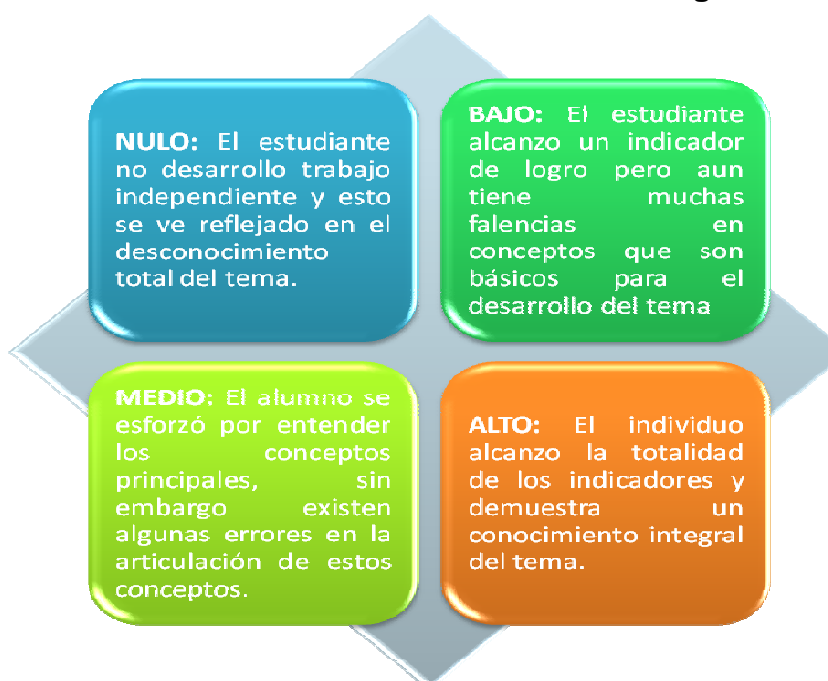 NULO: El estudiante
no desarrollo trabajo
independiente y esto
se ve reflejado en el
desconocimiento
total del tema.
BAJO: El estudiante
alcanzo un indicador
de logro pero aun
tiene muchas
falencias en
conceptos que son
básicos para el
desarrollo del tema
MEDIO: El alumno se
esforzó por entender
los conceptos
principales, sin
embargo existen
algunas errores en la
articulación de estos
conceptos.
ALTO: El individuo
alcanzo la totalidad
de los indicadores y
demuestra un
conocimiento integral
del tema.